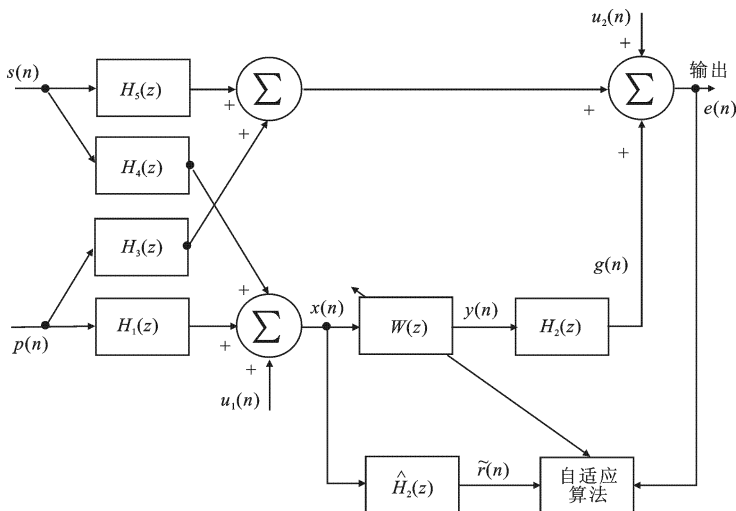 u₂(n)
+
s(n)
H₅(z)
Σ
+
+
Σ
+
+
输出
e(n)
H₄(z)
H₃(z)
g(n)
p(n)
H₁(z)
+
+
+
Σ
u₁(n)
x(n)
W(z)
y(n)
H₂(z)
Ĥ₂(z)
r̃(n)
自适应
算法